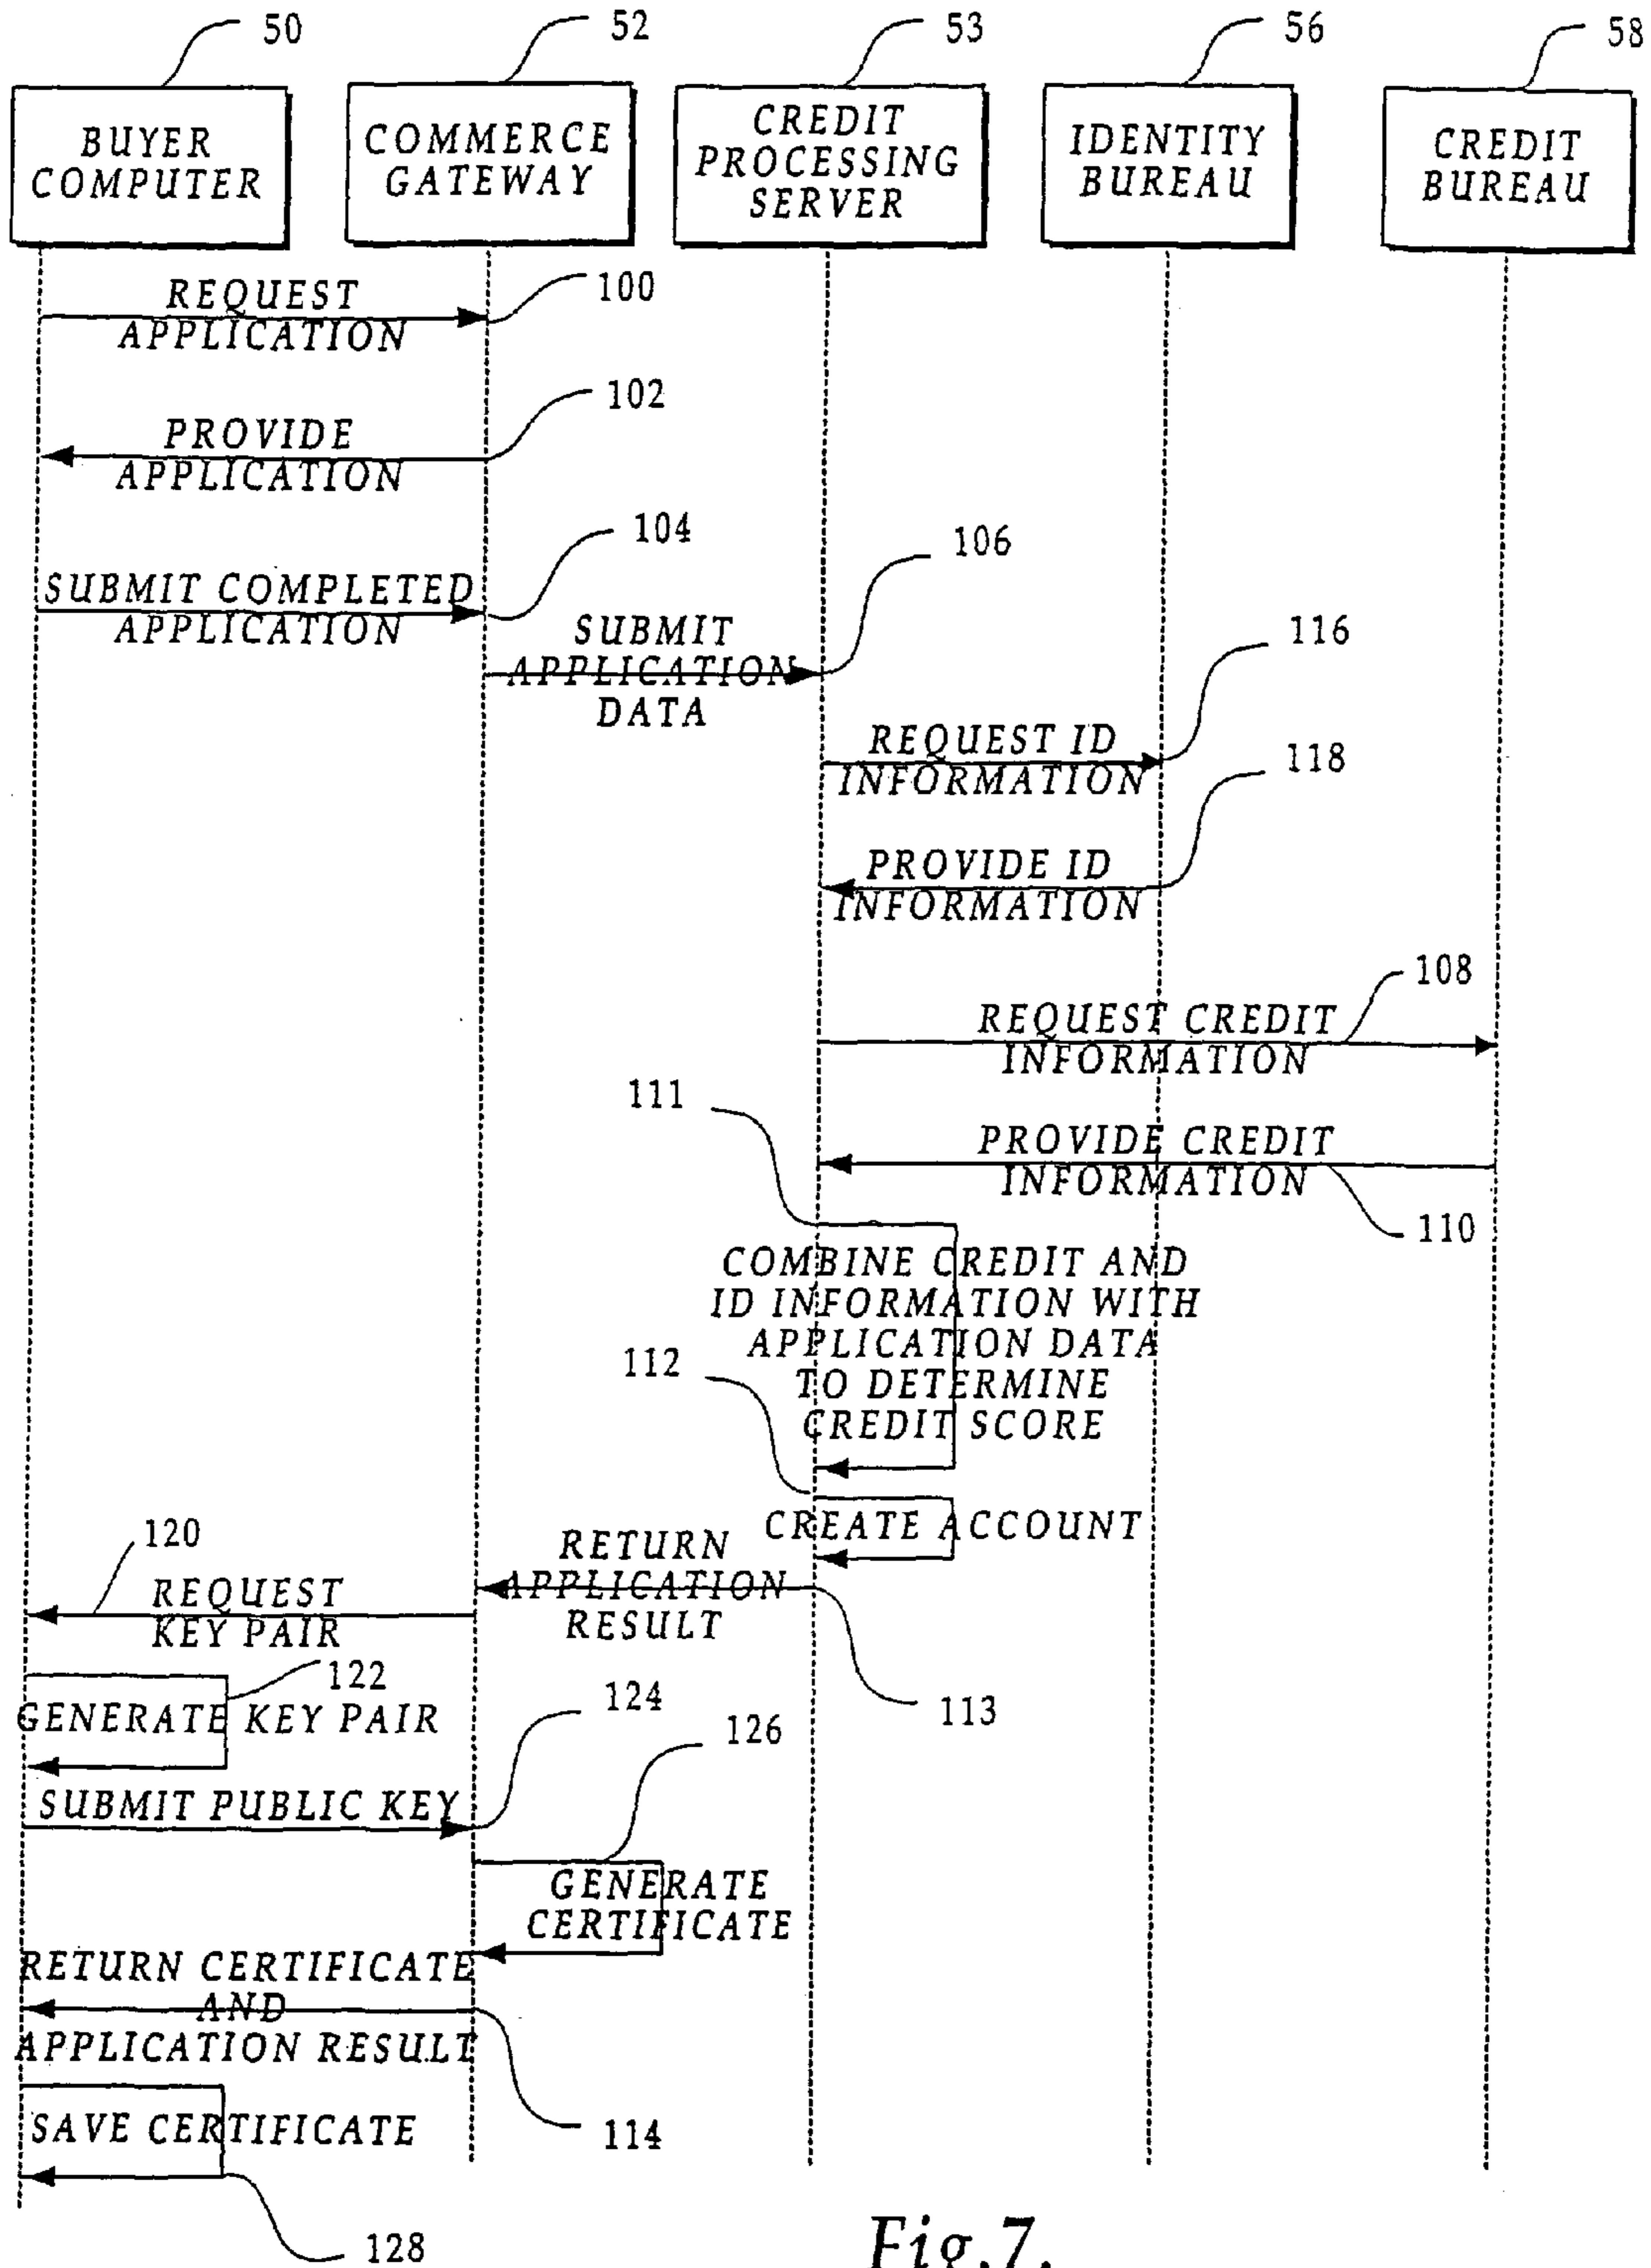 50
52
53
56
58
BUYER
COMPUTER
COMMERCE
GATEWAY
CREDIT
PROCESSING
SERVER
IDENTITY
BUREAU
CREDIT
BUREAU
REQUEST
APPLICATION
100
PROVIDE
APPLICATION
102
SUBMIT COMPLETED
APPLICATION
104
SUBMIT
APPLICATION
DATA
106
REQUEST ID
INFORMATION
116
PROVIDE ID
INFORMATION
118
REQUEST CREDIT
INFORMATION
108
PROVIDE CREDIT
INFORMATION
110
111
COMBINE CREDIT AND
ID INFORMATION WITH
APPLICATION DATA
TO DETERMINE
CREDIT SCORE
112
CREATE ACCOUNT
RETURN
APPLICATION
RESULT
113
120
REQUEST
KEY PAIR
122
GENERATE KEY PAIR
124
SUBMIT PUBLIC KEY
126
GENERATE
CERTIFICATE
RETURN CERTIFICATE
AND
APPLICATION RESULT
114
SAVE CERTIFICATE
128
Fig.7.